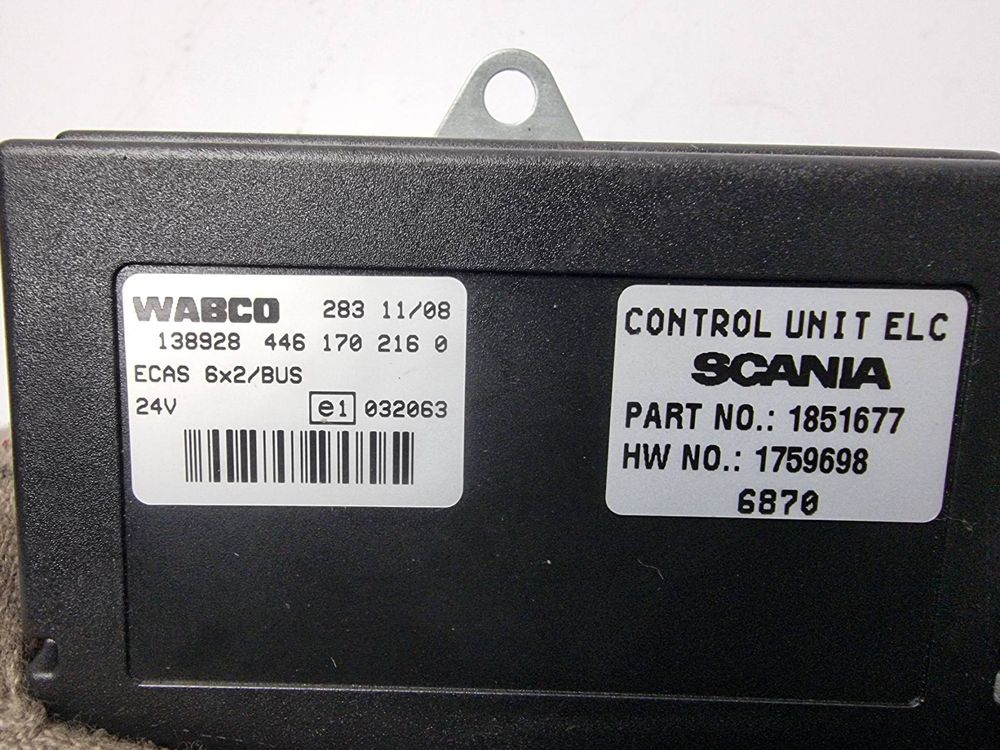 WABCO 283 11/08
138928 446 170 216 0
ECAS 6x2/BUS
24V e1 032063
CONTROL UNIT ELC
SCANIA
PART NO.: 1851677
HW NO.: 1759698
6870